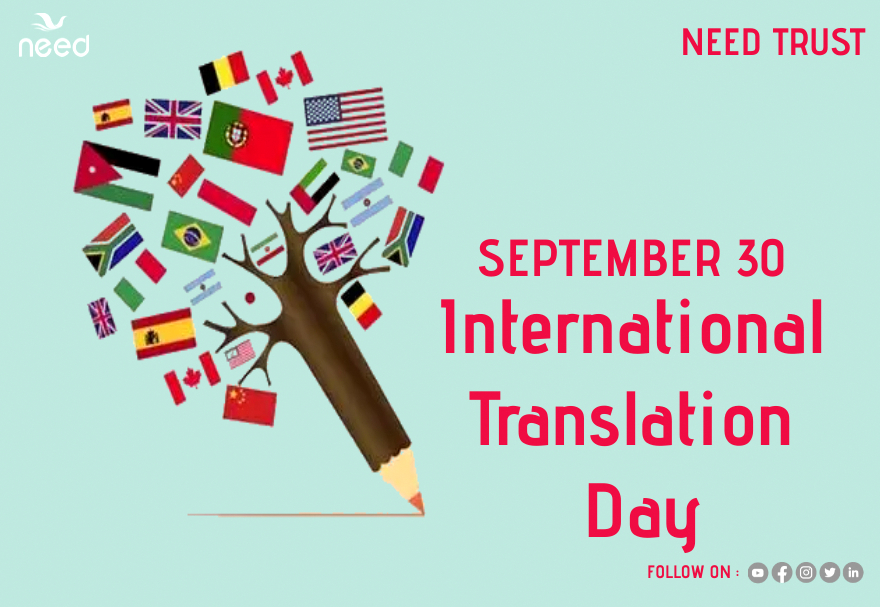 need
NEED TRUST
SEPTEMBER 30
International
Translation
Day
FOLLOW ON :